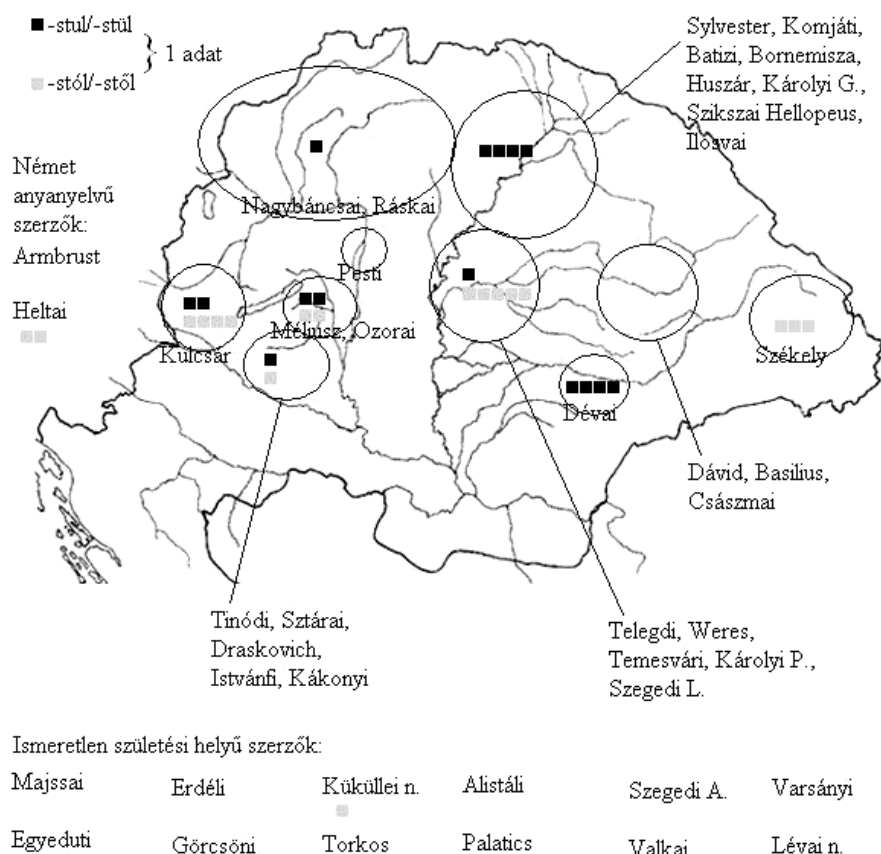 -stul/-stül
1 adat
-stól/-stől
Sylvester, Komjáti,
Batizi, Bornemisza,
Huszár, Károlyi G.,
Szikszai Hellopeus,
Ilosvai
Német
anyanyelvű
szerzők:
Armbrust
Heltai
Nagybáncsai, Ráskai
Pesti
Kulcsár
Méliusz, Ozorai
Székely
Dévai
Dávid, Basilius,
Császmai
Tinódi, Sztárai,
Draskovich,
Istvánfi, Kákonyi
Telegdi, Weres,
Temesvári, Károlyi P.,
Szegedi L.
Ismeretlen születési helyű szerzők:
Majssai Erdéli Küküllei n. Alistáli Szegedi A. Varsányi
Egyeduti Görcsöni Torkos Palatics Valkai Lévai n.